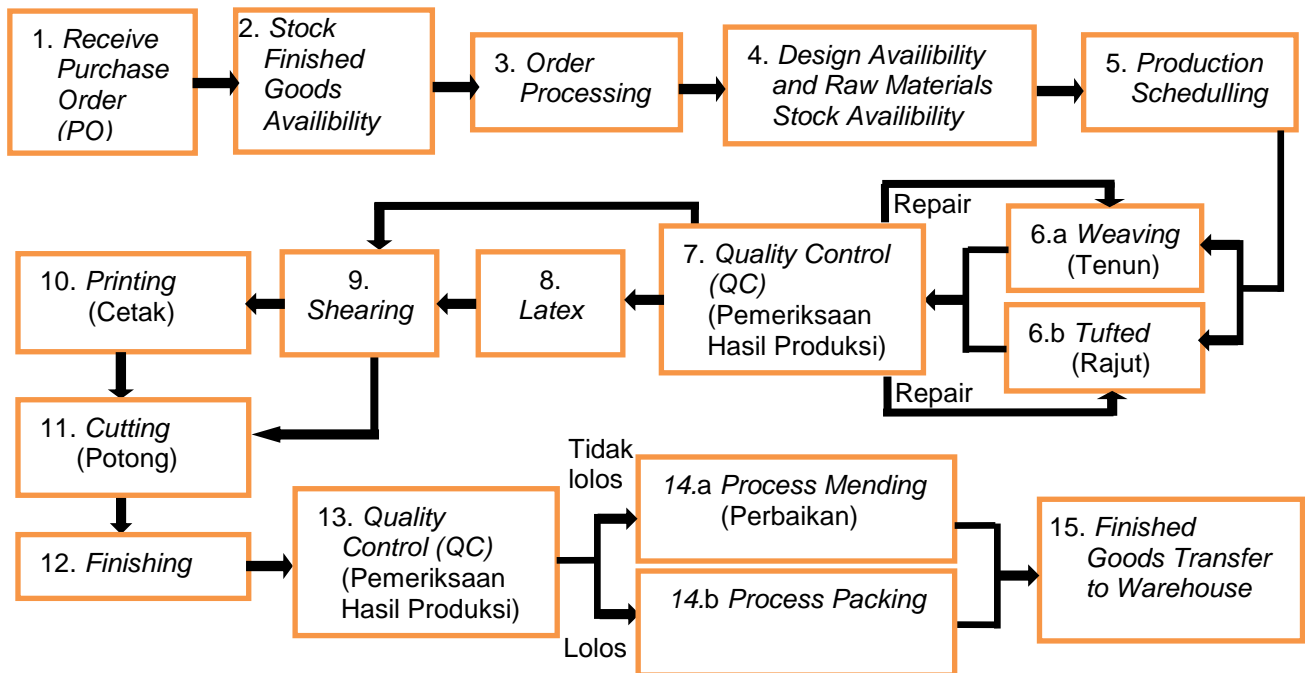 1. Receive
Purchase
Order
(PO)
2. Stock
Finished
Goods
Availibility
3. Order
Processing
4. Design Availibility
and Raw Materials
Stock Availibility
5. Production
Schedulling
Repair
6.a Weaving
(Tenun)
6.b Tufted
(Rajut)
Repair
7. Quality Control
(QC)
(Pemeriksaan
Hasil Produksi)
8.
Latex
9.
Shearing
10. Printing
(Cetak)
11. Cutting
(Potong)
12. Finishing
13. Quality
Control (QC)
(Pemeriksaan
Hasil Produksi)
Tidak
lolos
Lolos
14.a Process Mending
(Perbaikan)
14.b Process Packing
15. Finished
Goods Transfer
to Warehouse